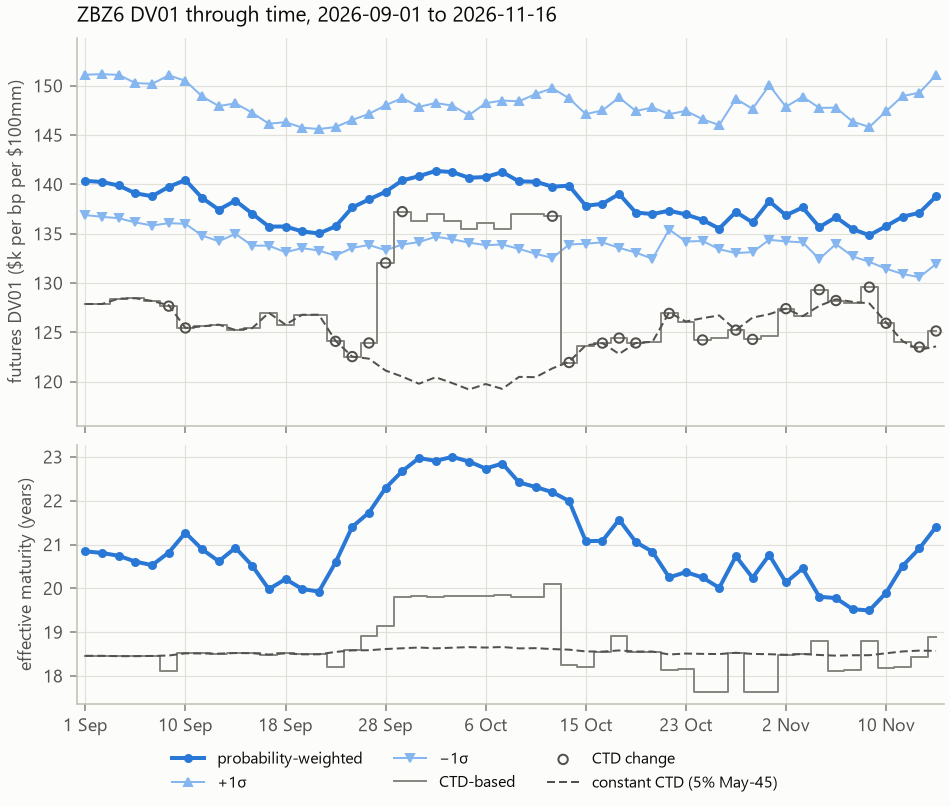 ZBZ6 DV01 through time, 2026-09-01 to 2026-11-16
futures DV01 ($k per bp per $100mm)
150
145
140
135
130
125
120
effective maturity (years)
23
22
21
20
19
18
1 Sep 10 Sep 18 Sep 28 Sep 6 Oct 15 Oct 23 Oct 2 Nov 10 Nov
probability-weighted −1σ CTD change
+1σ CTD-based constant CTD (5% May-45)